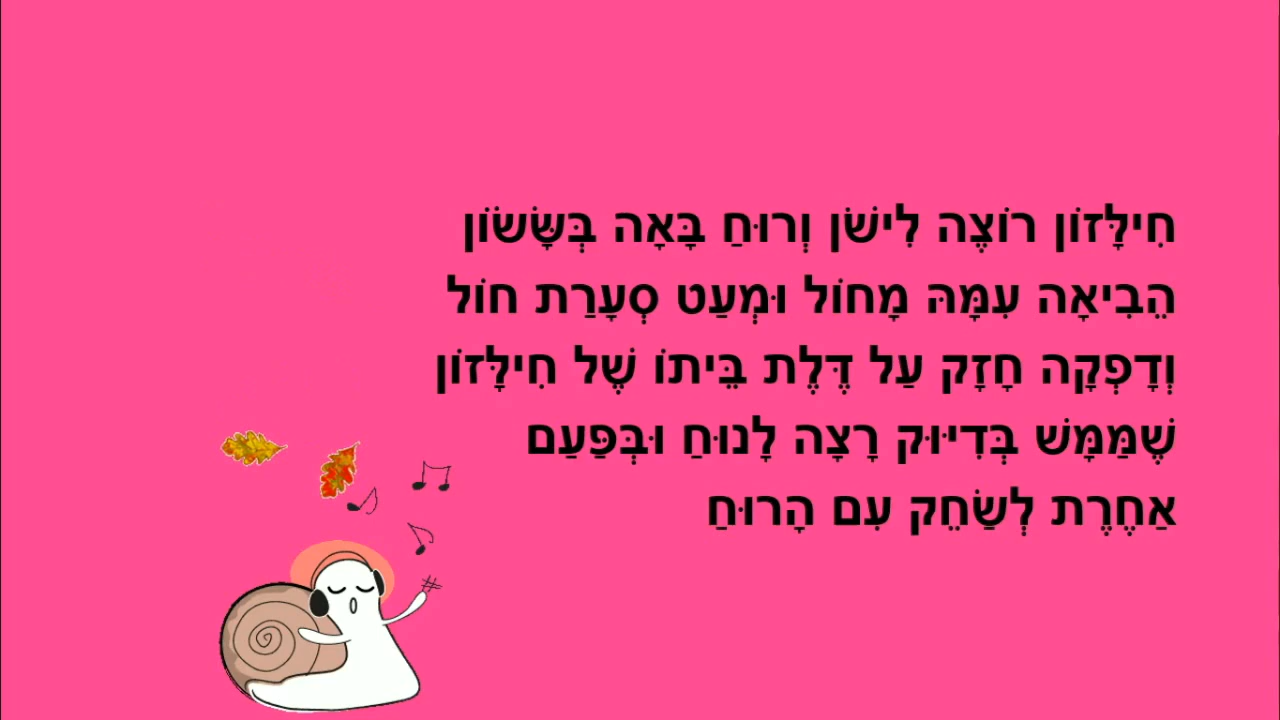 חִילָּזוֹן רוֹצֶה לִישֹׁן וְרוּחַ בָּאָה בְּשָׂשׂוֹן
הֵבִיאָה עִמָּהּ מָחוֹל וּמְעַט סְעָרַת חוֹל
וְדָפְקָה חָזָק עַל דֶּלֶת בֵּיתוֹ שֶׁל חִילָּזוֹן
שֶׁמַּמָּשׁ בְּדִיּוּק רָצָה לָנוּחַ וּבְּפַּעַם
אַחֶרֶת לְשַׂחֵק עִם הָרוּחַ